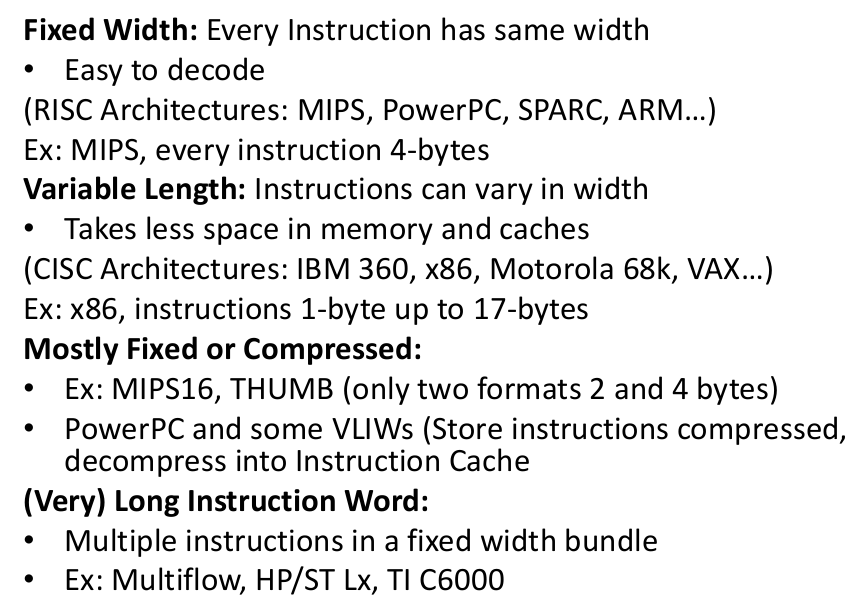 Fixed Width: Every Instruction has same width
• Easy to decode
(RISC Architectures: MIPS, PowerPC, SPARC, ARM…)
Ex: MIPS, every instruction 4-bytes
Variable Length: Instructions can vary in width
• Takes less space in memory and caches
(CISC Architectures: IBM 360, x86, Motorola 68k, VAX…)
Ex: x86, instructions 1-byte up to 17-bytes
Mostly Fixed or Compressed:
• Ex: MIPS16, THUMB (only two formats 2 and 4 bytes)
• PowerPC and some VLIWs (Store instructions compressed,
decompress into Instruction Cache
(Very) Long Instruction Word:
• Multiple instructions in a fixed width bundle
• Ex: Multiflow, HP/ST Lx, TI C6000